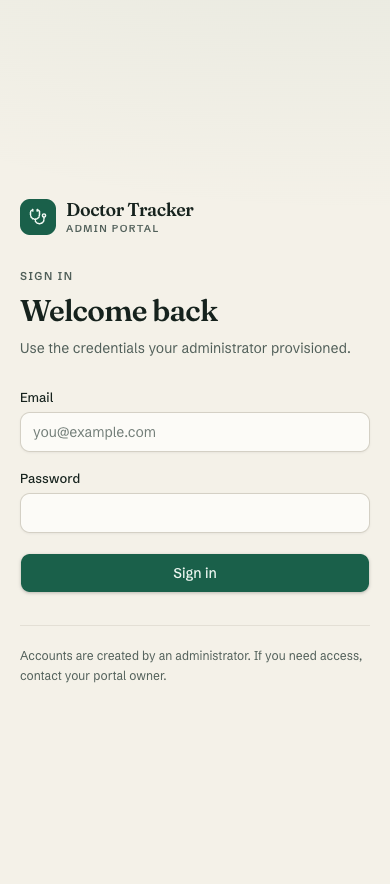 Doctor Tracker
ADMIN PORTAL
SIGN IN
Welcome back
Use the credentials your administrator provisioned.
Email
you@example.com
Password
Sign in
Accounts are created by an administrator. If you need access,
contact your portal owner.